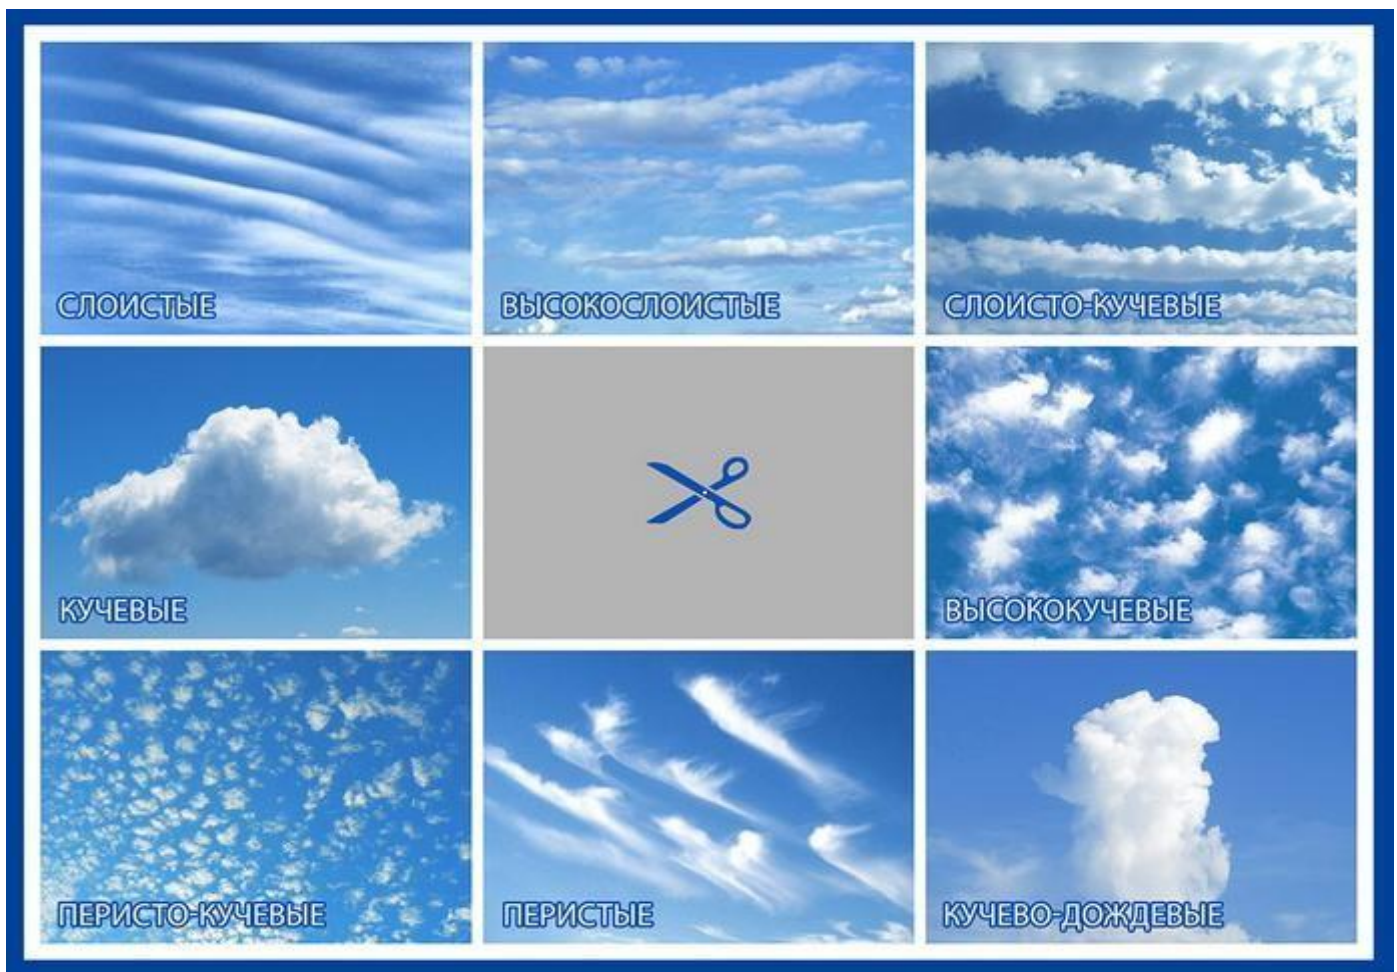 СЛОИСТЫЕ
ВЫСОКОСЛОИСТЫЕ
СЛОИСТО-КУЧЕВЫЕ
КУЧЕВЫЕ
ВЫСОКОКУЧЕВЫЕ
ПЕРИСТО-КУЧЕВЫЕ
ПЕРИСТЫЕ
КУЧЕВО-ДОЖДЕВЫЕ